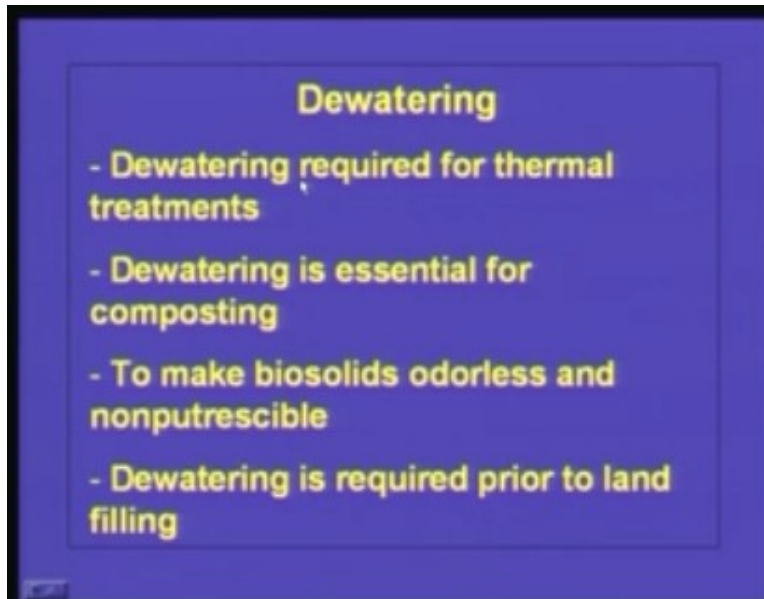 Dewatering
- Dewatering required for thermal
treatments
- Dewatering is essential for
composting
- To make biosolids odorless and
nonputrescible
- Dewatering is required prior to land
filling